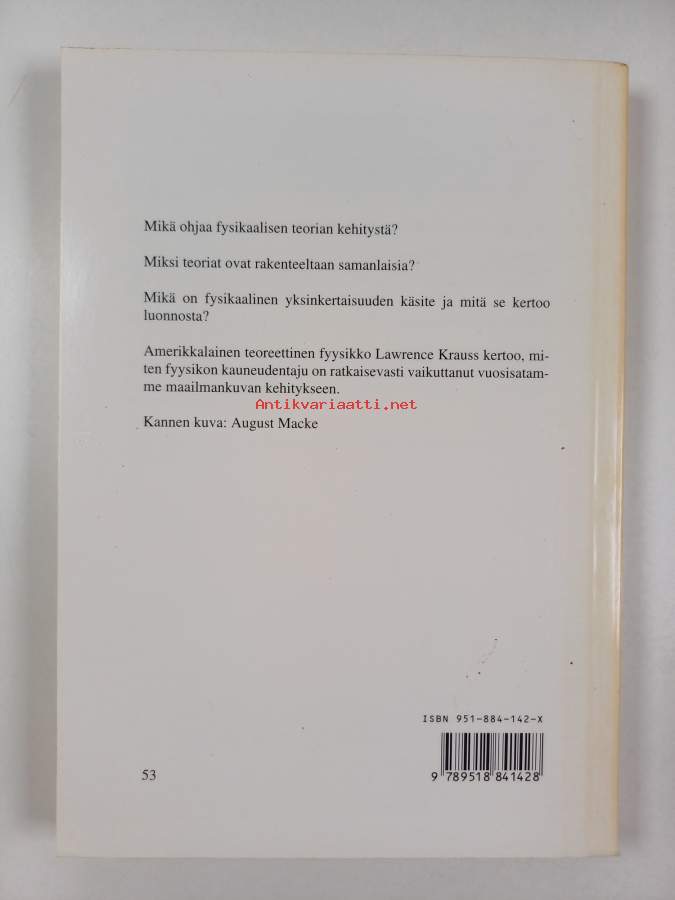 Mikä ohjaa fysikaalisen teorian kehitystä?
Miksi teoriat ovat rakenteeltaan samanlaisia?
Mikä on fysikaalinen yksinkertaisuuden käsite ja mitä se kertoo
luonnosta?
Amerikkalainen teoreettinen fyysikko Lawrence Krauss kertoo, mi-
ten fyysikon kauneudentaju on ratkaisevasti vaikuttanut vuosisatam-
me maailmankuvan kehitykseen.
Antikvariaatti.net
Kannen kuva: August Macke
ISBN 951-884-142-X
9 789518 841428
53